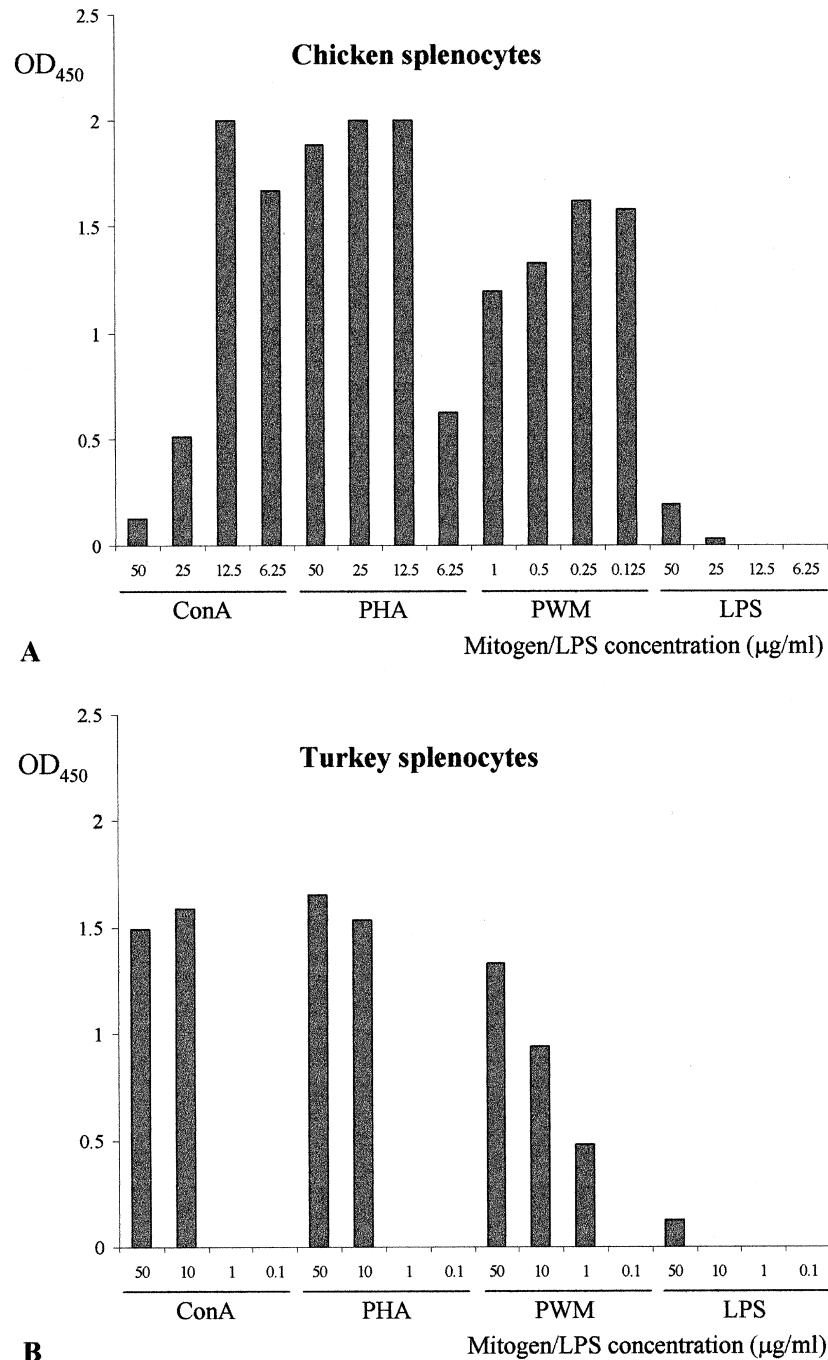 2.5
OD450
Chicken splenocytes
2
1.5
1
0.5
0
50 25 12.5 6.25 50 25 12.5 6.25 1 0.5 0.25 0.125 50 25 12.5 6.25
ConA PHA PWM LPS
A
Mitogen/LPS concentration (μg/ml)
2.5
OD450
Turkey splenocytes
2
1.5
1
0.5
0
50 10 1 0.1 50 10 1 0.1 50 10 1 0.1 50 10 1 0.1
ConA PHA PWM LPS
B
Mitogen/LPS concentration (μg/ml)